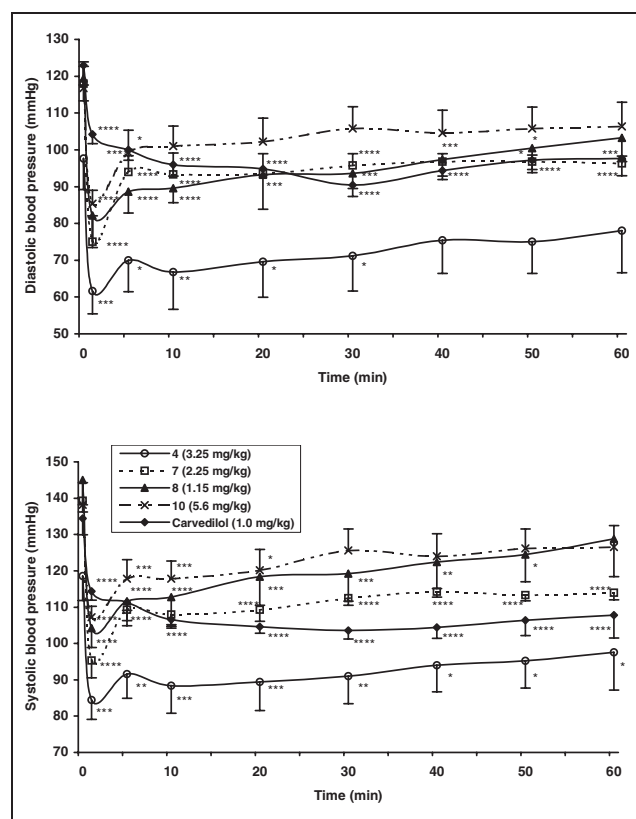 130
120
110
100
90
80
70
60
50
Diastolic blood pressure (mmHg)
0 10 20 30 40 50 60
Time (min)
4 (3.25 mg/kg)
7 (2.25 mg/kg)
8 (1.15 mg/kg)
10 (5.6 mg/kg)
Carvedilol (1.0 mg/kg)
150
140
130
120
110
100
90
80
70
Systolic blood pressure (mmHg)
0 10 20 30 40 50 60
Time (min)